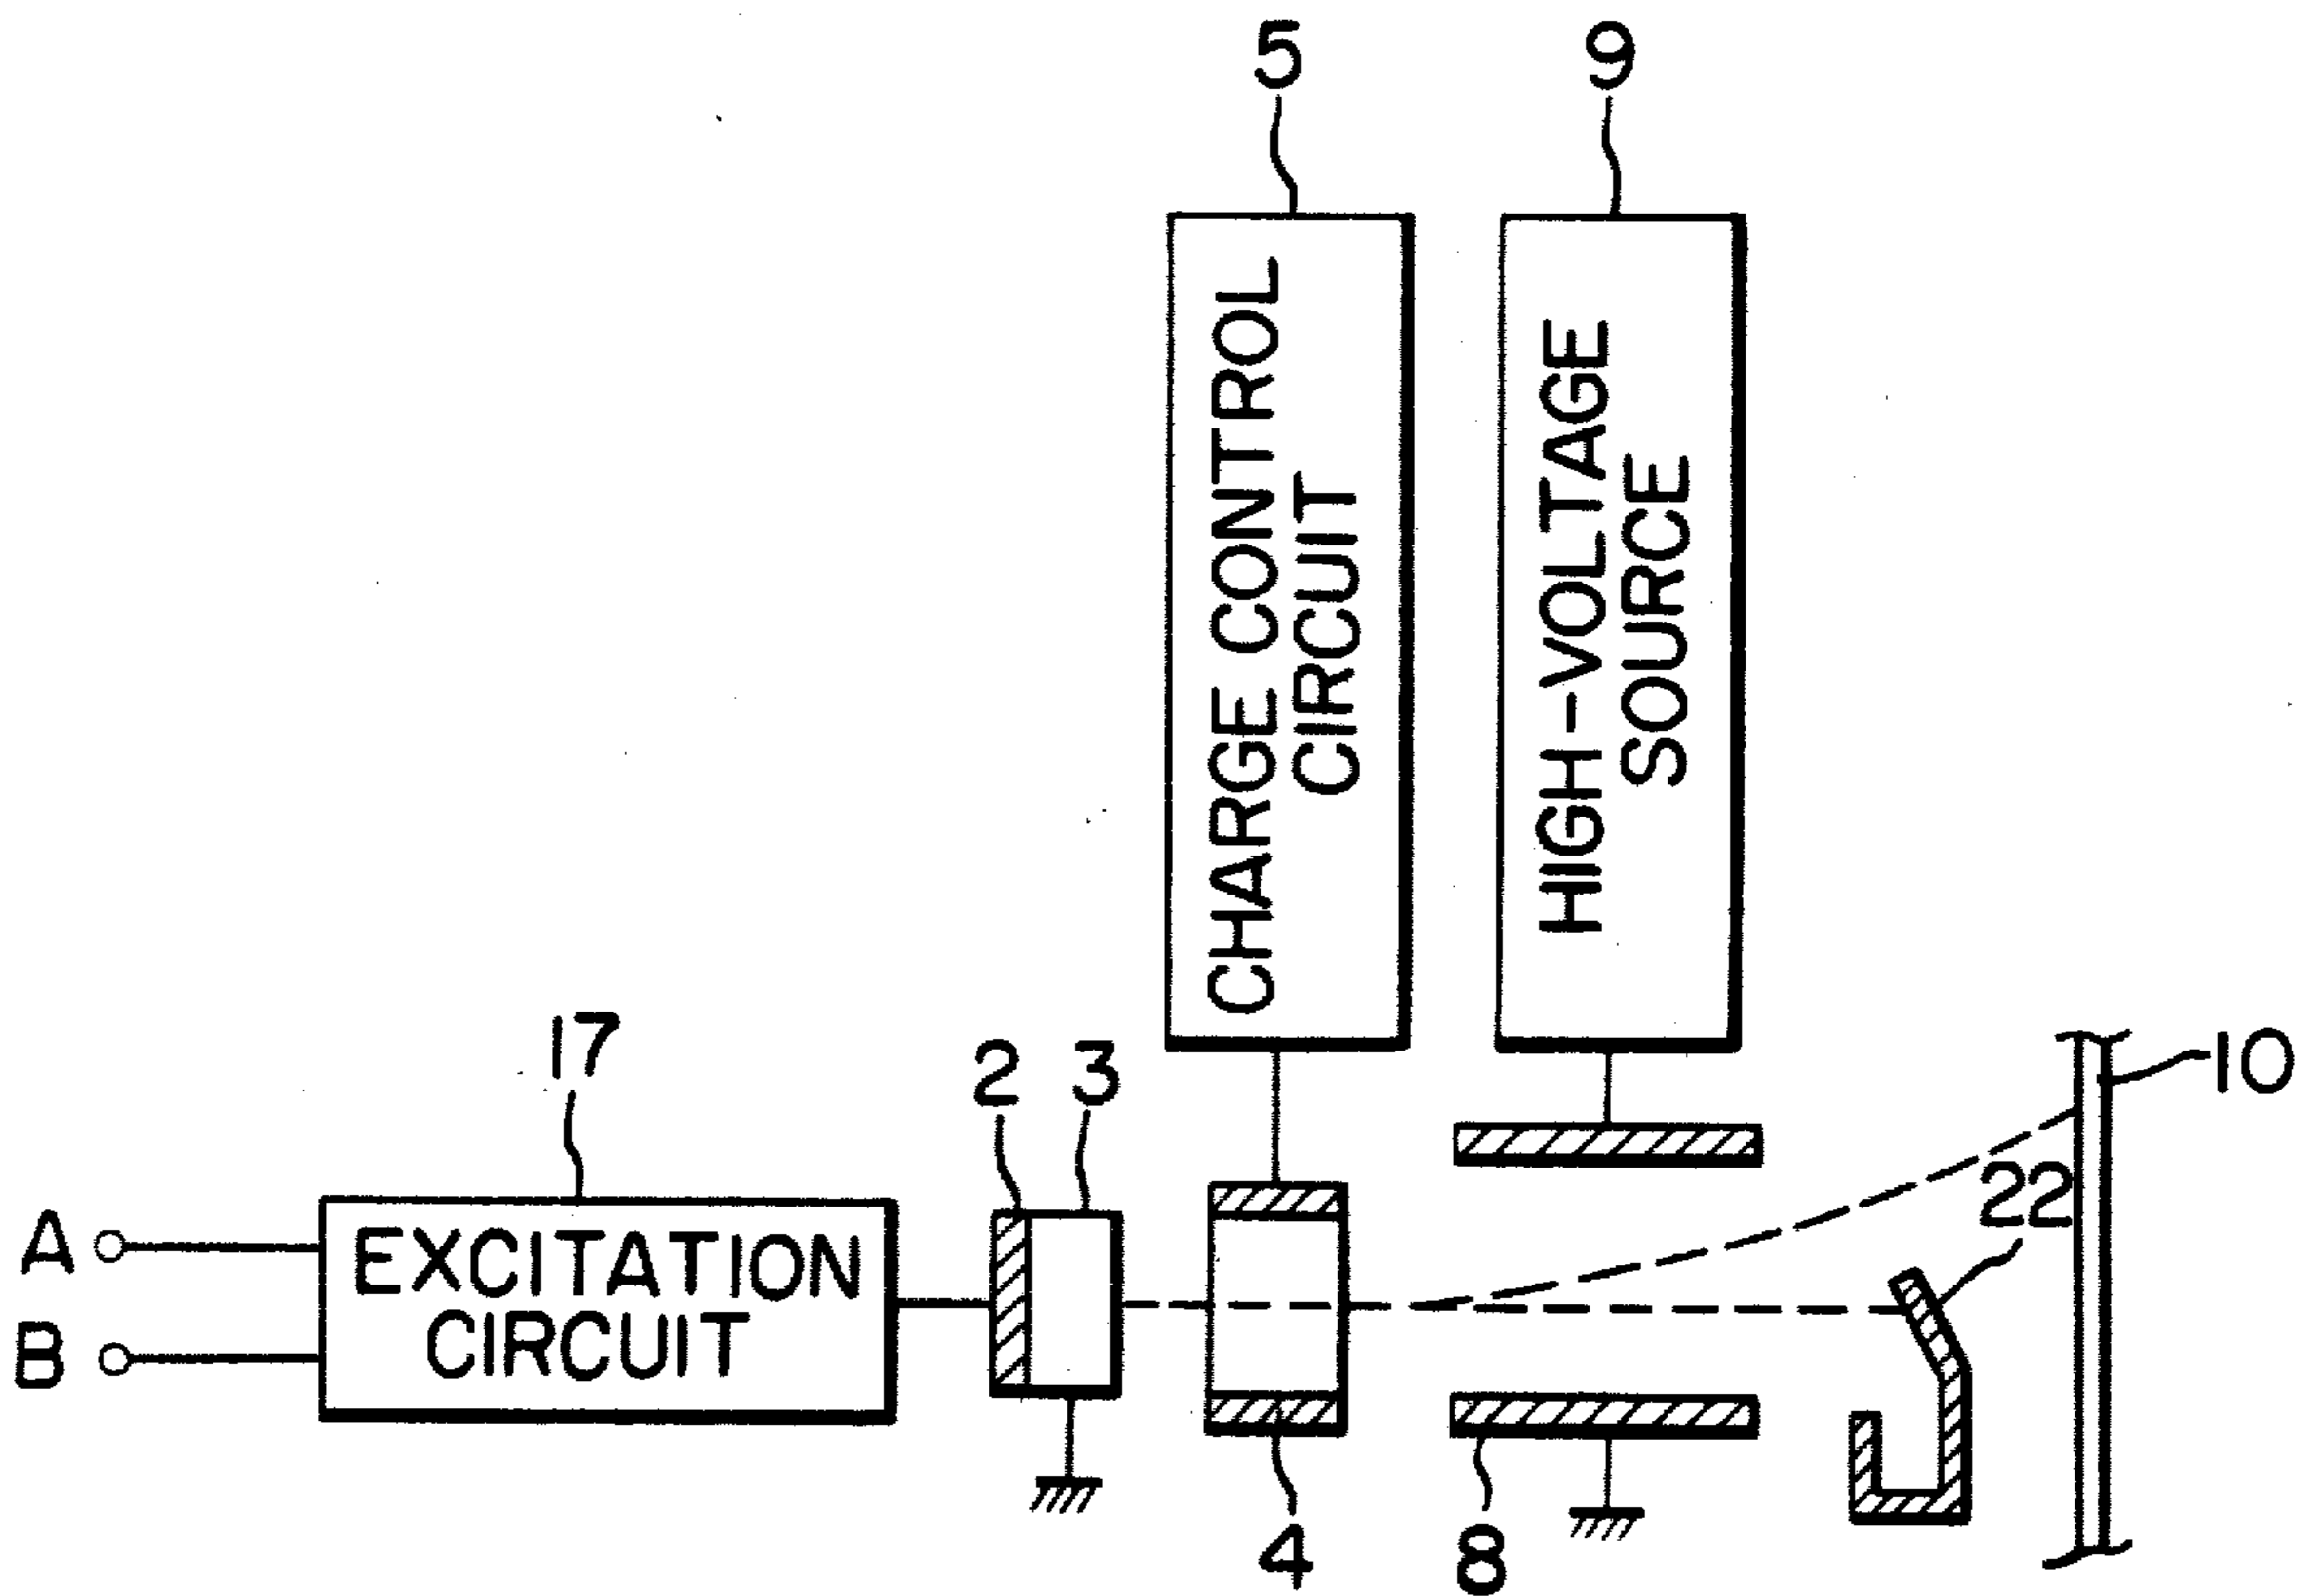 5
9
CHARGE CONTROL
CIRCUIT
HIGH-VOLTAGE
SOURCE
17
2
3
10
22
A
B
EXCITATION
CIRCUIT
4
8